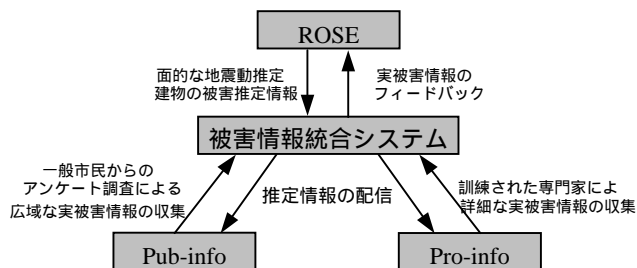 ROSE
面的な地震動推定
建物の被害推定情報
実被害情報の
フィードバック
被害情報統合システム
一般市民からの
アンケート調査による
広域な実被害情報の収集
推定情報の配信
訓練された専門家によ
詳細な実被害情報の収集
Pub-info
Pro-info